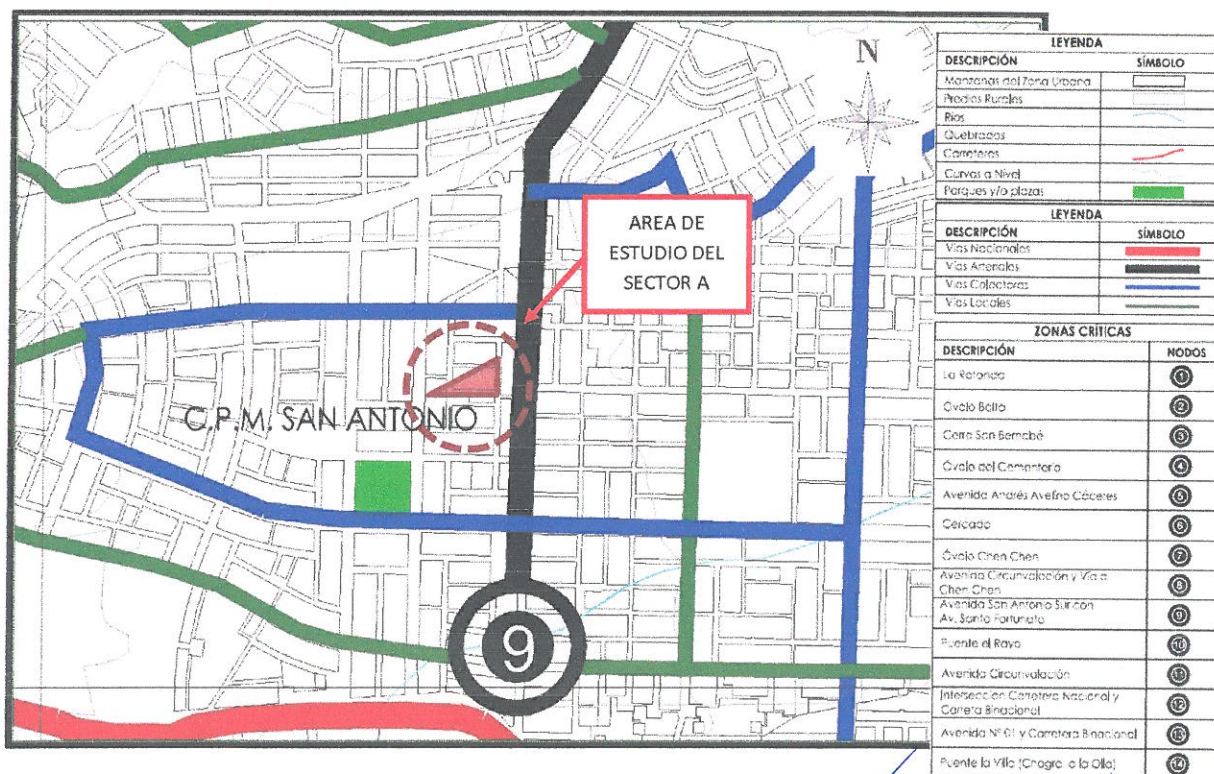 N
AREA DE
ESTUDIO DEL
SECTOR A
C.P.M. SAN ANTONIO
9
LEYENDA
DESCRIPCIÓN SÍMBOLO
Manzanas del Zona Urbana
Predios Rurales
Ríos
Quebradas
Carreteras
Curvas a Nivel
Parques y/o plazas
LEYENDA
DESCRIPCIÓN SÍMBOLO
Vías Nacionales
Vías Arteriales
Vías Colectoras
Vías Locales
ZONAS CRÍTICAS
DESCRIPCIÓN NODOS
La Rotonda 1
Óvalo Balta 2
Cerro San Bernabé 3
Óvalo del Cementerio 4
Avenida Andrés Avelino Cáceres 5
Cercado 6
Óvalo Chen Chen 7
Avenida Circunvalación y Vía a
Chen Chen 8
Avenida San Antonio Sur con
Av. Santa Fortunata 9
Puente el Rayo 10
Avenida Circunvalación
Intersección Carretera Nacional y
Carreta Binacional 12
Avenida N° 01 y Carretera Binacional 13
Puente la Villa (Chagra a la Olla) 14